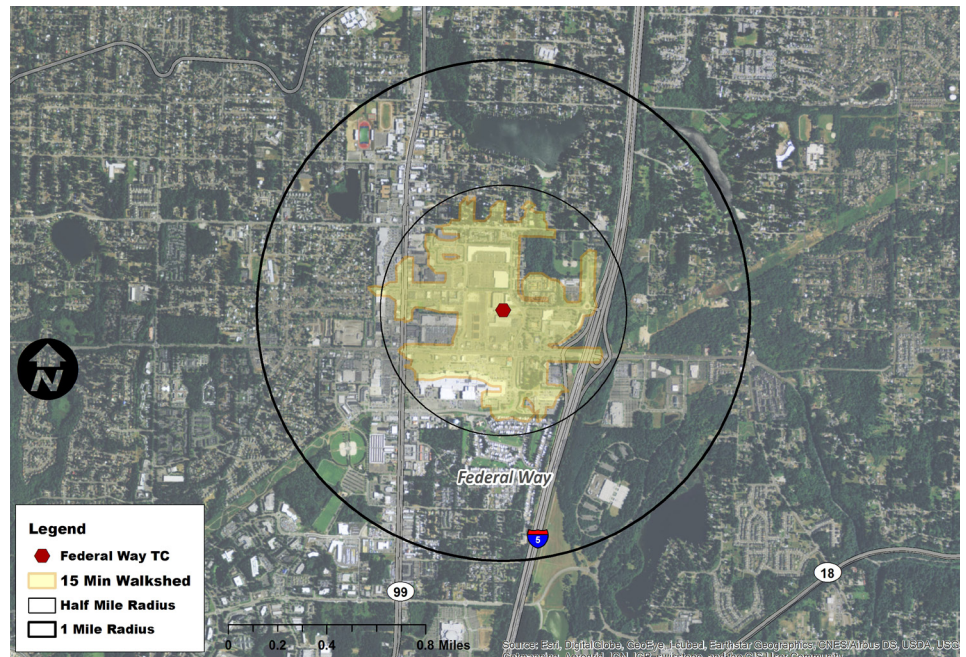 Federal Way
5
99
18
N
Legend
Federal Way TC
15 Min Walkshed
Half Mile Radius
1 Mile Radius
0 0.2 0.4 0.8 Miles
Source: Esri, DigitalGlobe, GeoEye, i-cubed, Earthstar Geographics, CNES/Airbus DS, USDA, USG